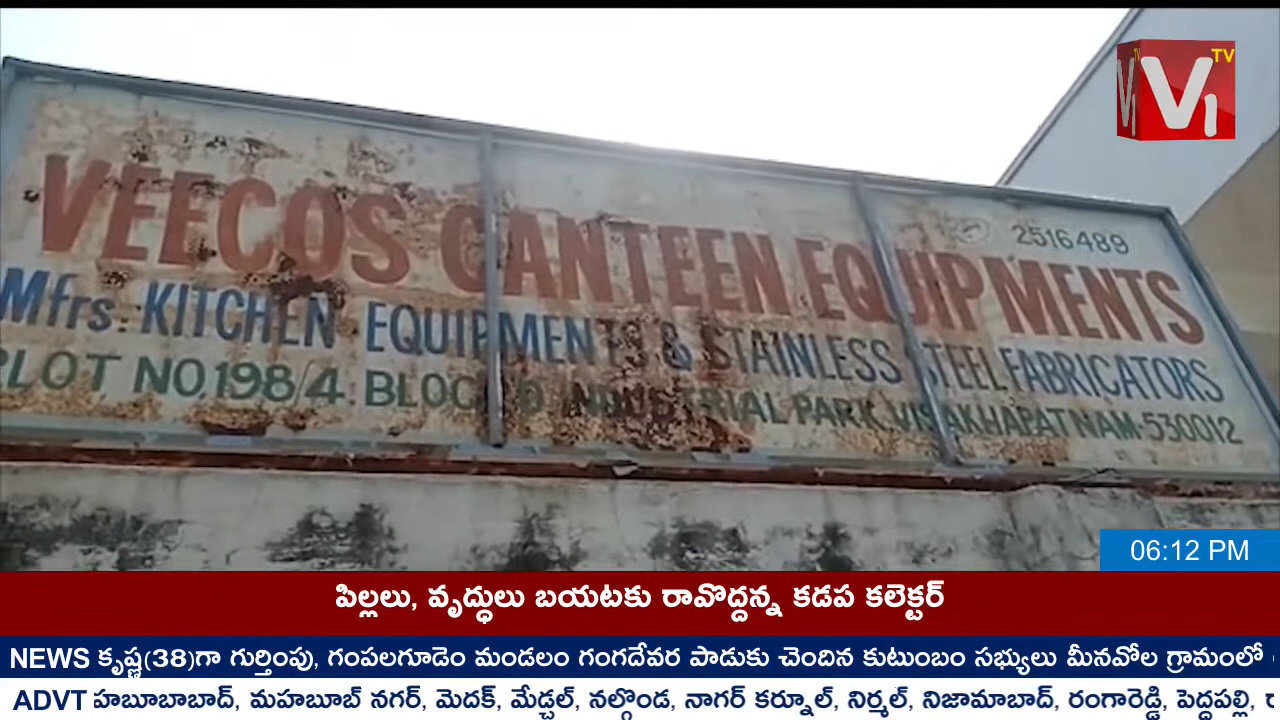 TV
V1
2516489
VEECOS CANTEEN EQUIPMENTS
Mfrs. KITCHEN EQUIPMENTS & STAINLESS STEEL FABRICATORS
PLOT NO,198/4. BLOCK D INDUSTRIAL PARK, VISAKHAPATNAM-530012
06:12 PM
పిల్లలు, వృద్ధులు బయటకు రావొద్దన్న కడప కలెక్టర్
NEWS కృష్ణ(38)గా గుర్తింపు, గంపలగూడెం మండలం గంగదేవర పాడుకు చెందిన కుటుంబం సభ్యులు మీనవోల గ్రామంలో
ADVT హబూబాబాద్, మహబూబ్ నగర్, మెదక్, మేడ్చల్, నల్గొండ, నాగర్ కర్నూల్, నిర్మల్, నిజామాబాద్, రంగారెడ్డి, పెద్దపల్లి,